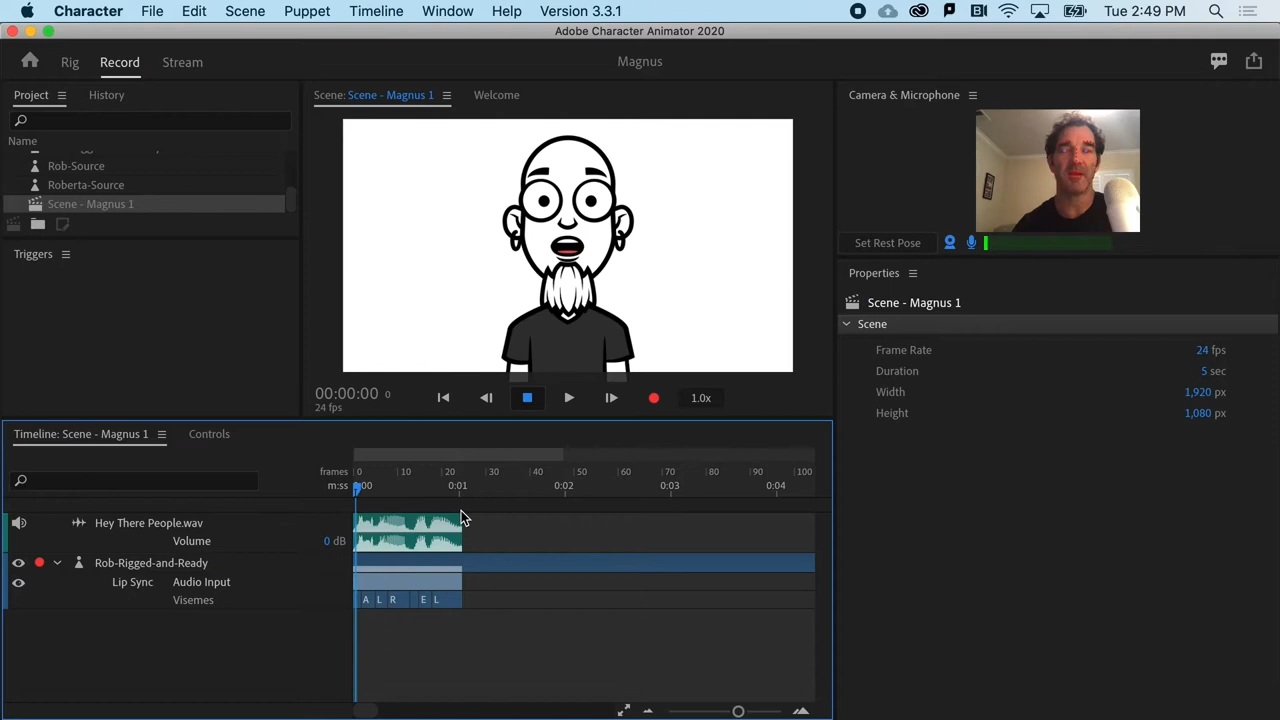 Character File Edit Scene Puppet Timeline Window Help Version 3.3.1 Tue 2:49 PM
Adobe Character Animator 2020
Rig Record Stream Magnus
Project History Scene: Scene - Magnus 1 Welcome Camera & Microphone
Name
Rob-Source
Roberta-Source
Scene - Magnus 1
Set Rest Pose
Triggers
Properties
Scene - Magnus 1
Scene
Frame Rate 24 fps
Duration 5 sec
Width 1,920 px
Height 1,080 px
00:00:00 0
24 fps
1.0x
Timeline: Scene - Magnus 1 Controls
frames 0 10 20 30 40 50 60 70 80 90 100
m:ss :00 0:01 0:02 0:03 0:04
Hey There People.wav
Volume 0 dB
Rob-Rigged-and-Ready
Lip Sync Audio Input
Visemes A L R E L